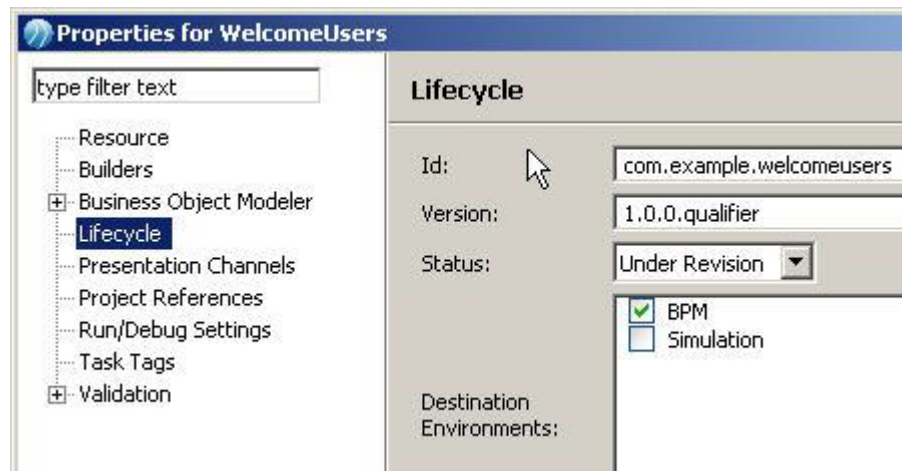 Properties for WelcomeUsers
type filter text
Resource
Builders
Business Object Modeler
Lifecycle
Presentation Channels
Project References
Run/Debug Settings
Task Tags
Validation
Lifecycle
Id:
com.example.welcomeusers
Version:
1.0.0.qualifier
Status:
Under Revision
BPM
Simulation
Destination
Environments: